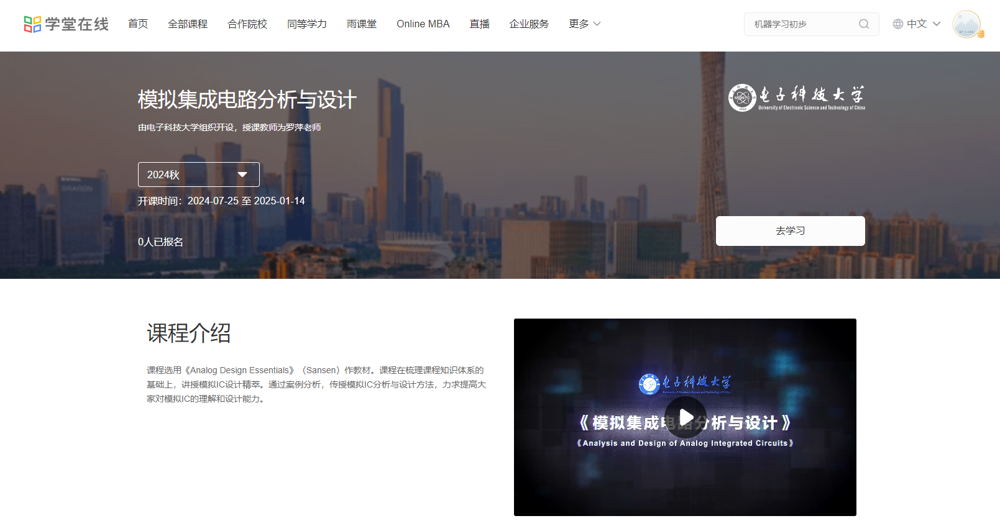 学堂在线
首页 全部课程 合作院校 同等学力 雨课堂 Online MBA 直播 企业服务 更多
机器学习初步
中文
模拟集成电路分析与设计
由电子科技大学组织开设，授课教师为罗萍老师
电子科技大学
University of Electronic Science and Technology of China
2024秋
开课时间：2024-07-25 至 2025-01-14
0人已报名
去学习
课程介绍
课程选用《Analog Design Essentials》（Sansen）作教材。课程在梳理课程知识体系的
基础上，讲授模拟IC设计精萃。通过案例分析，传授模拟IC分析与设计方法，力求提高大
家对模拟IC的理解和设计能力。
电子科技大学
University of Electronic Science and Technology of China
《模拟集成电路分析与设计》
《Analysis and Design of Analog Integrated Circuits》